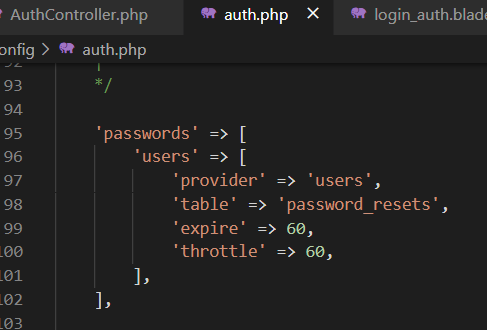 AuthController.php auth.php × login_auth.blade
onfig > auth.php
92 |
93 */
94
95 'passwords' => [
96 'users' => [
97 'provider' => 'users',
98 'table' => 'password_resets',
99 'expire' => 60,
100 'throttle' => 60,
101 ],
102 ],
103